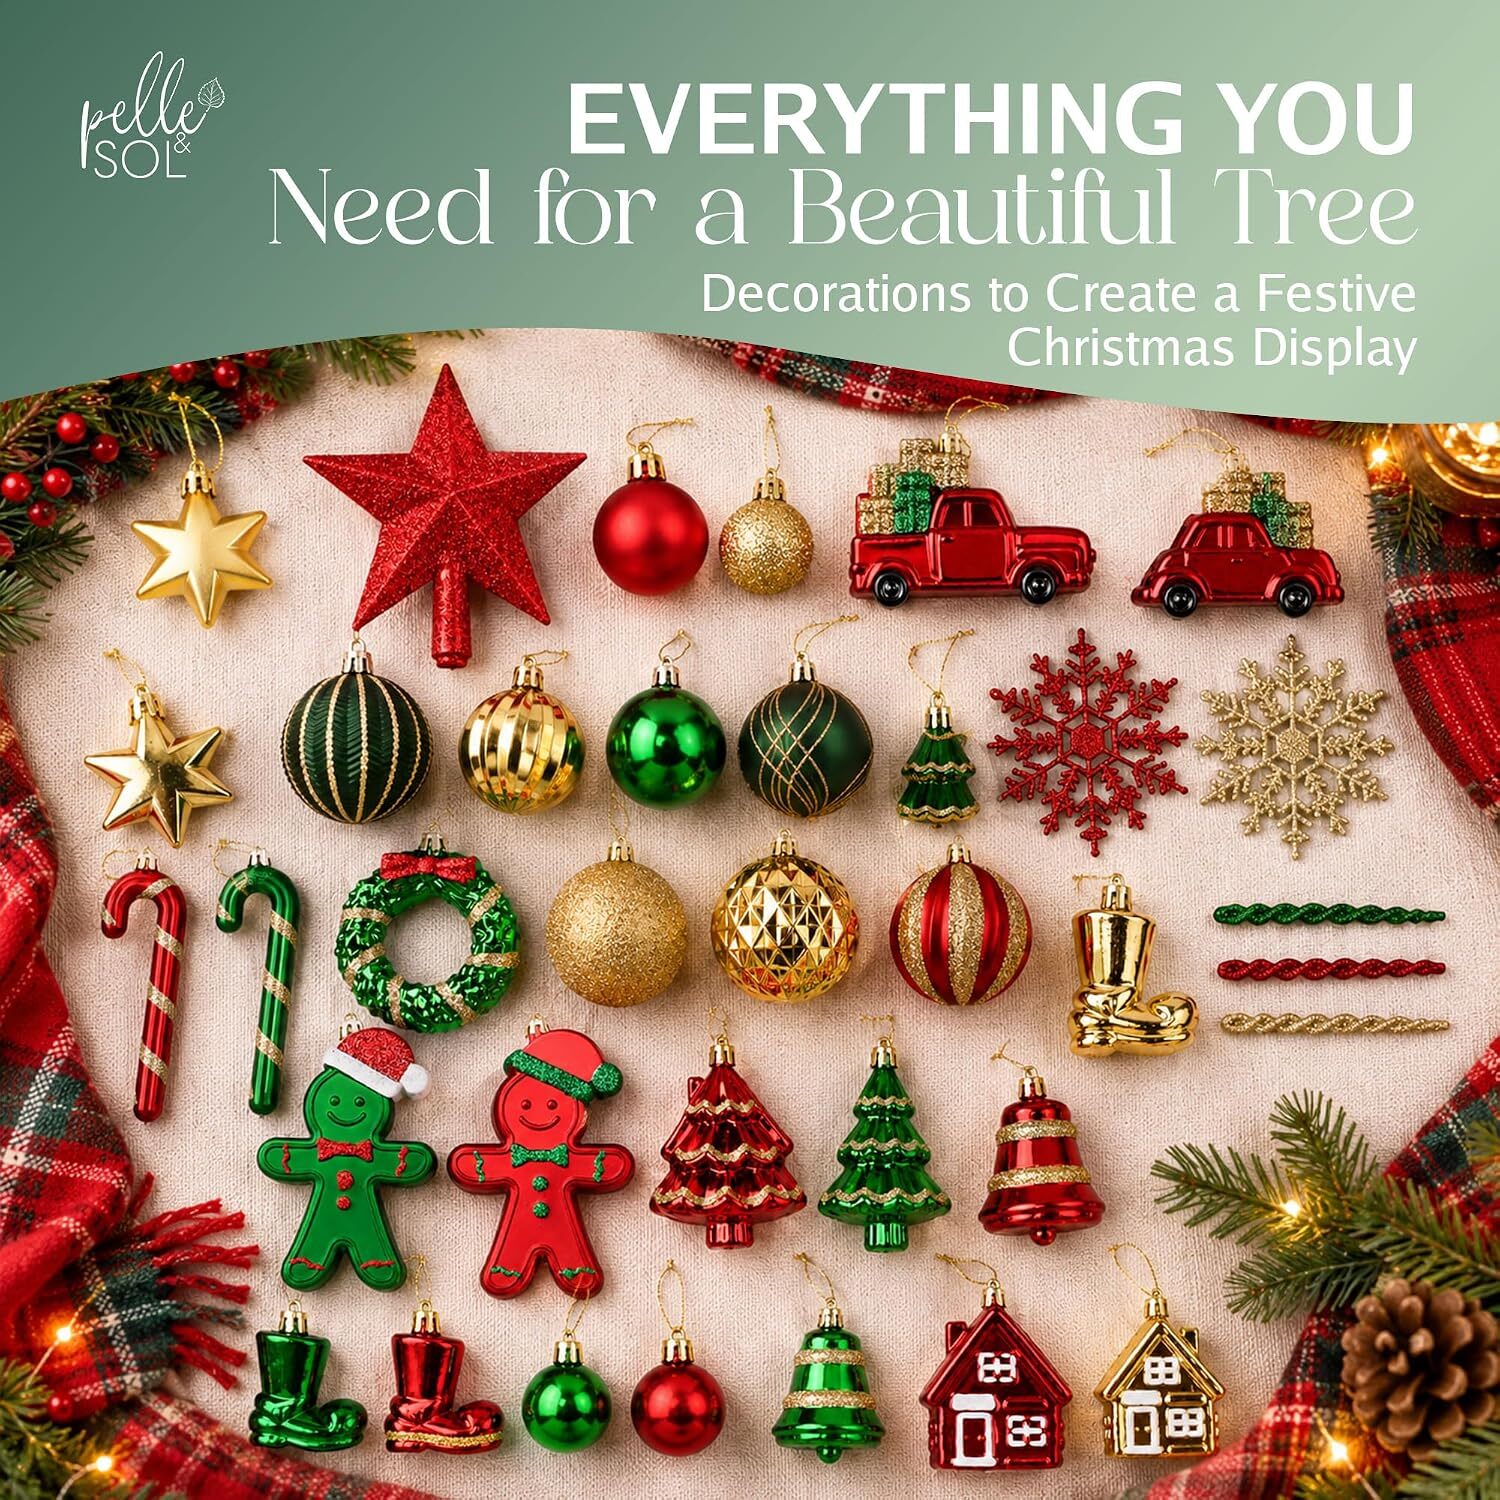 pelle
& SOL
EVERYTHING YOU
Need for a Beautiful Tree
Decorations to Create a Festive
Christmas Display